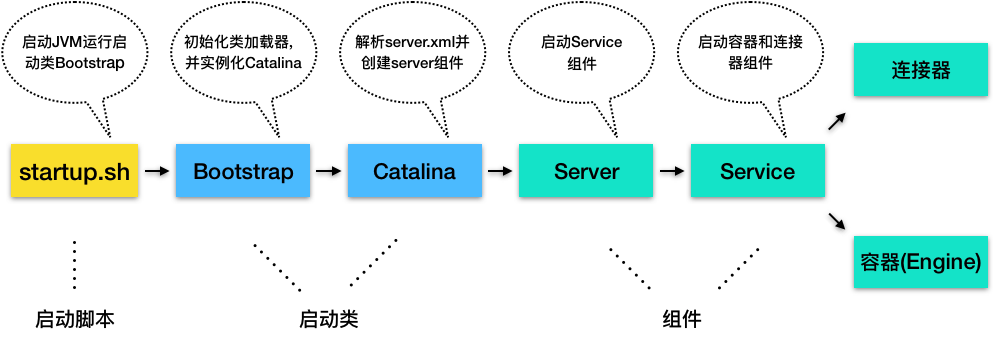 启动JVM运行启
动类Bootstrap
初始化类加载器，
并实例化Catalina
解析server.xml并
创建server组件
启动Service
组件
启动容器和连接
器组件
连接器
startup.sh
Bootstrap
Catalina
Server
Service
容器(Engine)
启动脚本
启动类
组件